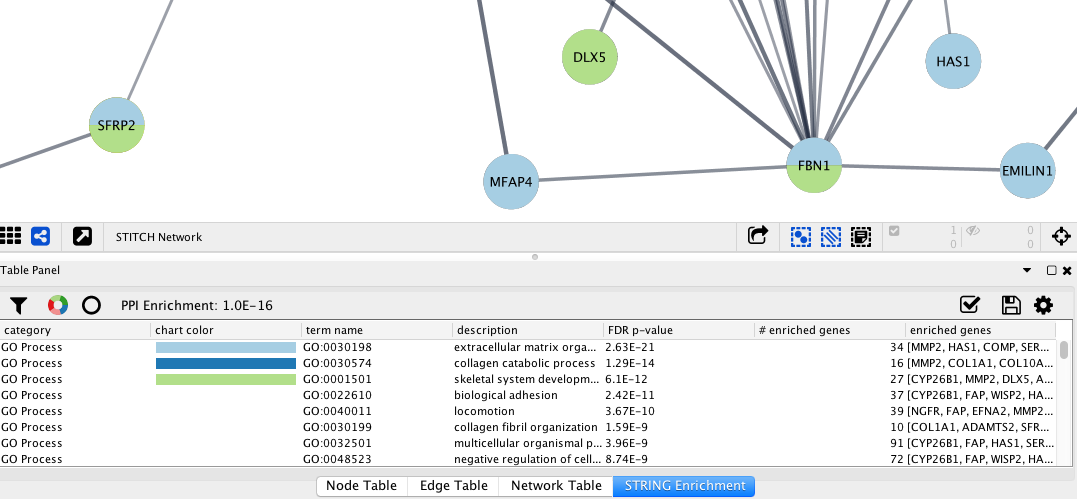 DLX5
HAS1
SFRP2
FBN1
MFAP4
EMILIN1
STITCH Network
1 0
0 0
Table Panel
PPI Enrichment: 1.0E-16
category chart color term name description FDR p-value # enriched genes enriched genes
GO Process GO:0030198 extracellular matrix orga... 2.63E-21 34 [MMP2, HAS1, COMP, SER...
GO Process GO:0030574 collagen catabolic process 1.29E-14 16 [MMP2, COL1A1, COL10A...
GO Process GO:0001501 skeletal system developm... 6.1E-12 27 [CYP26B1, MMP2, DLX5, A...
GO Process GO:0022610 biological adhesion 2.42E-11 37 [CYP26B1, FAP, WISP2, HA...
GO Process GO:0040011 locomotion 3.67E-10 39 [NGFR, FAP, EFNA2, MMP2...
GO Process GO:0030199 collagen fibril organization 1.59E-9 10 [COL1A1, ADAMTS2, SFR...
GO Process GO:0032501 multicellular organismal p... 3.96E-9 91 [CYP26B1, FAP, HAS1, SER...
GO Process GO:0048523 negative regulation of cell... 8.74E-9 72 [CYP26B1, FAP, WISP2, HA...
Node Table Edge Table Network Table STRING Enrichment